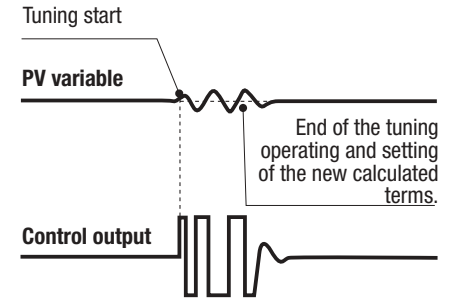 Tuning start
PV variable
End of the tuning
operating and setting
of the new calculated
terms.
Control output